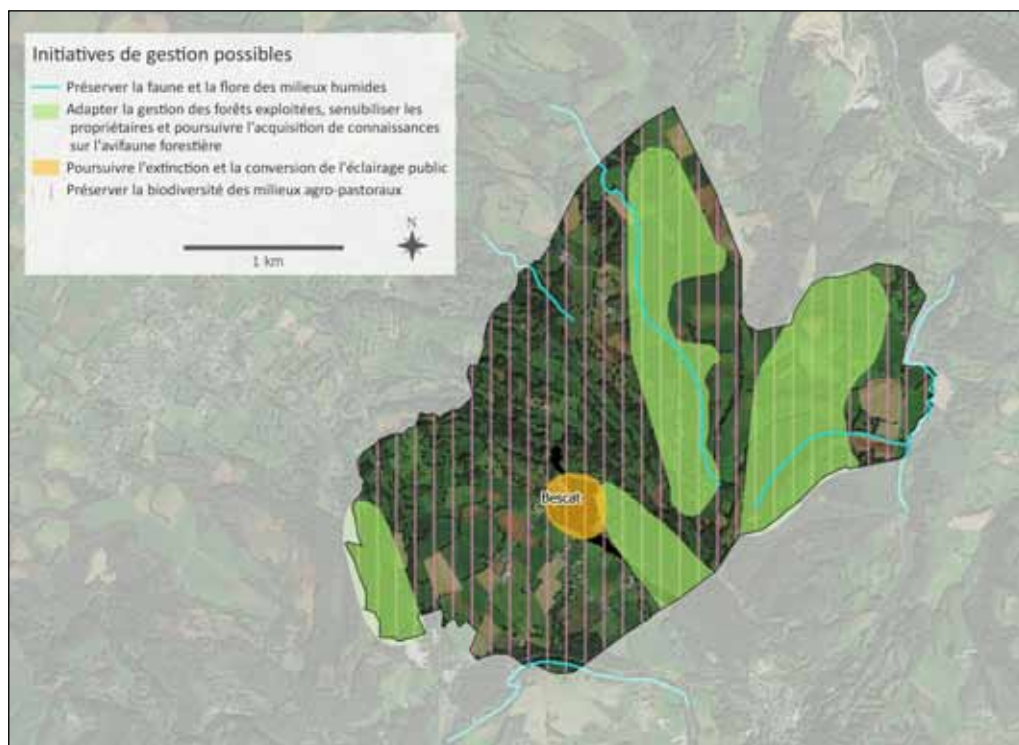 Initiatives de gestion possibles
Préserver la faune et la flore des milieux humides
Adapter la gestion des forêts exploitées, sensibiliser les
propriétaires et poursuivre l'acquisition de connaissances
sur l'avifaune forestière
Poursuivre l'extinction et la conversion de l'éclairage public
Préserver la biodiversité des milieux agro-pastoraux
N
1 km
Bescat